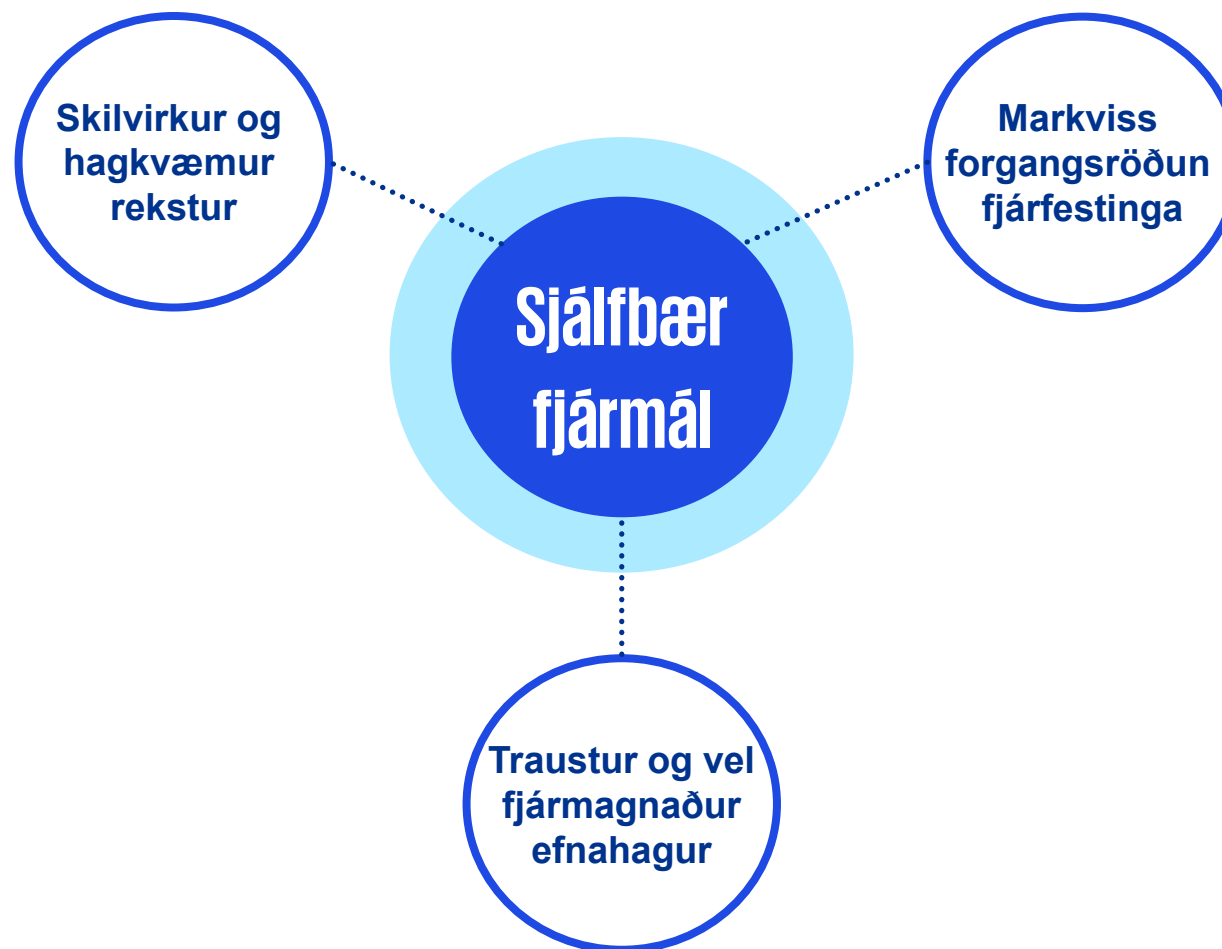 Skilvirkur og
hagkvæmur
rekstur
Markviss
forgangsröðun
fjárfestinga
Sjálfbær
fjármál
Traustur og vel
fjármagnaður
efnahagur